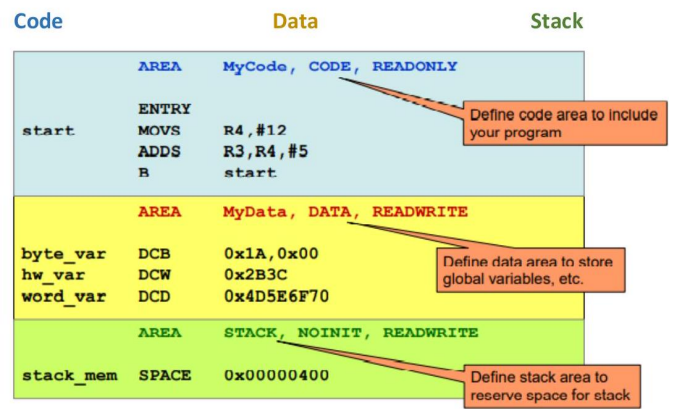 Code Data Stack
AREA MyCode, CODE, READONLY
ENTRY
start MOVS R4,#12
ADDS R3,R4,#5
B start
Define code area to include
your program
AREA MyData, DATA, READWRITE
byte_var DCB 0x1A,0x00
hw_var DCW 0x2B3C
word_var DCD 0x4D5E6F70
Define data area to store
global variables, etc.
AREA STACK, NOINIT, READWRITE
stack_mem SPACE 0x00000400
Define stack area to
reserve space for stack